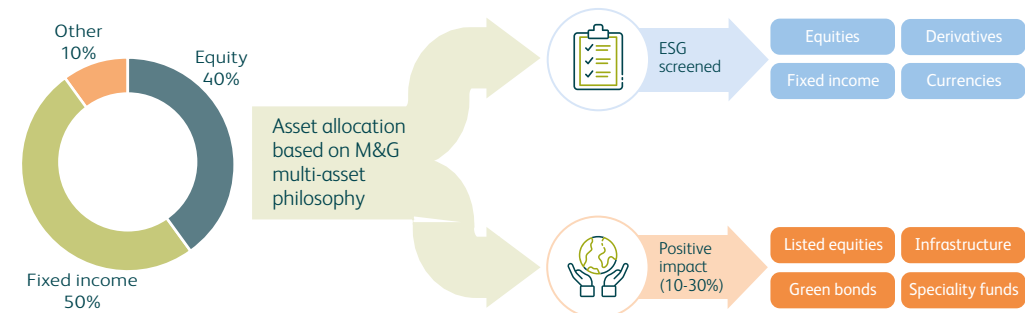 Other
10%
Equity
40%
Fixed income
50%
Asset allocation
based on M&G
multi-asset
philosophy
ESG
screened
Equities
Derivatives
Fixed income
Currencies
Positive
impact
(10-30%)
Listed equities
Infrastructure
Green bonds
Speciality funds